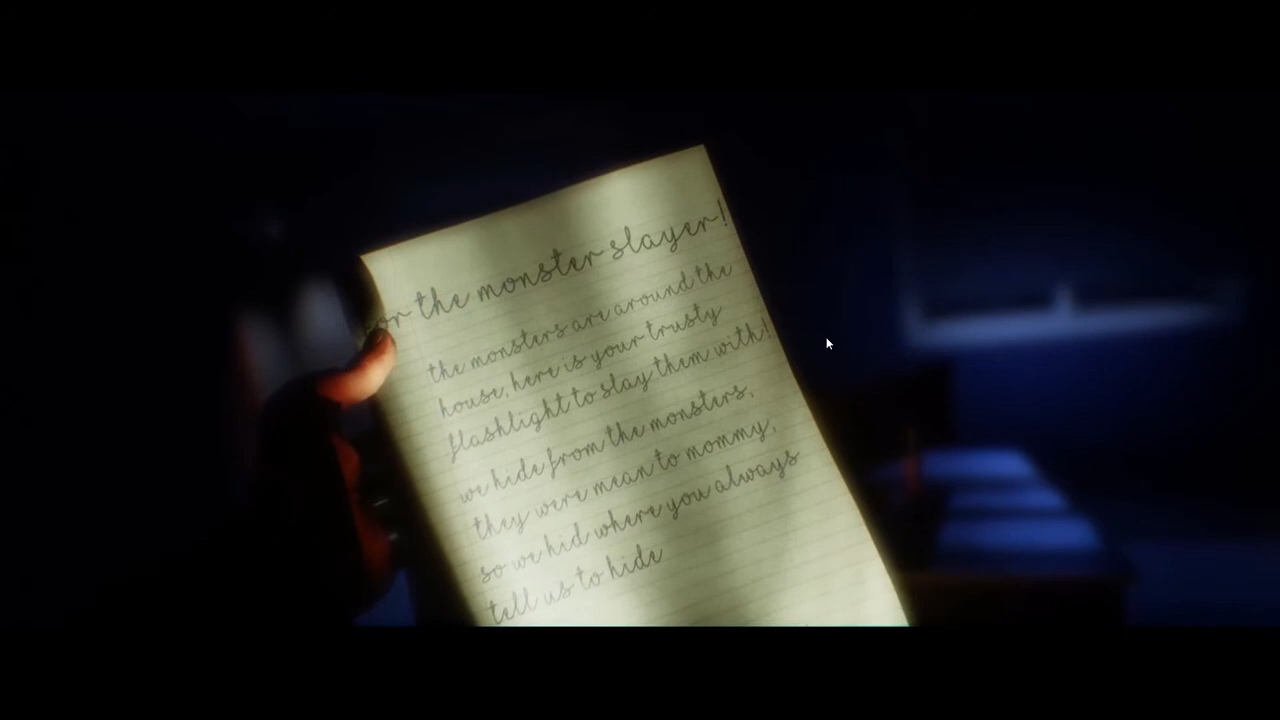 for the monster slayer!
the monsters are around the
house, here is your trusty
flashlight to slay them with!
we hide from the monsters,
they were mean to mommy,
so we hid where you always
tell us to hide